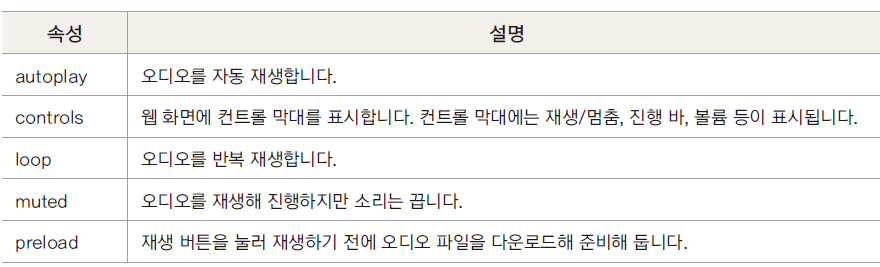 속성 설명
autoplay 오디오를 자동 재생합니다.
controls 웹 화면에 컨트롤 막대를 표시합니다. 컨트롤 막대에는 재생/멈춤, 진행 바, 볼륨 등이 표시됩니다.
loop 오디오를 반복 재생합니다.
muted 오디오를 재생해 진행하지만 소리는 끕니다.
preload 재생 버튼을 눌러 재생하기 전에 오디오 파일을 다운로드해 준비해 둡니다.